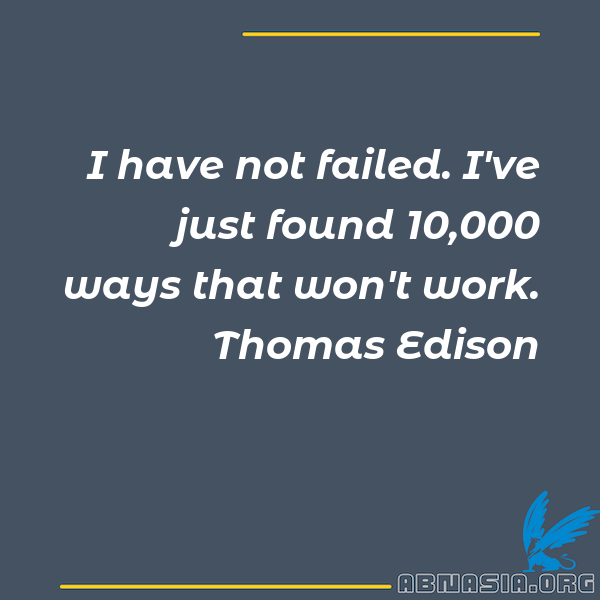 I have not failed. I've
just found 10,000
ways that won't work.
Thomas Edison
ABNASIA.ORG